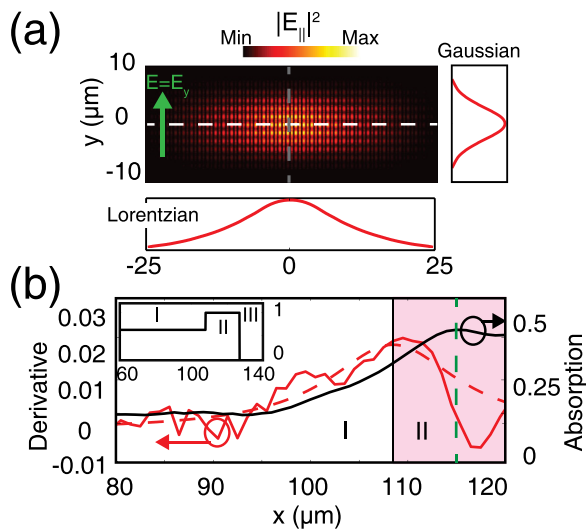 (a)
|E||||²
Min Max
Gaussian
E=Ey
y (μm)
10
0
-10
Lorentzian
-25 0 25
(b)
Derivative
0.03
0.02
0.01
0
-0.01
I II III
1
0
60 100 140
I II
0.5
0.25
0
Absorption
80 90 100 110 120
x (μm)